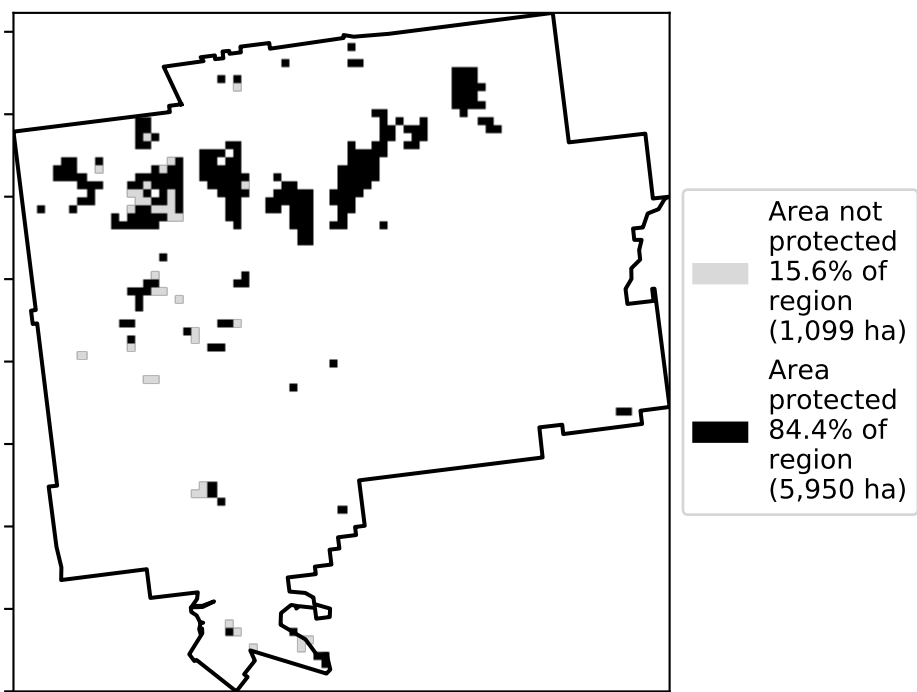 Area not
protected
15.6% of
region
(1,099 ha)
Area
protected
84.4% of
region
(5,950 ha)